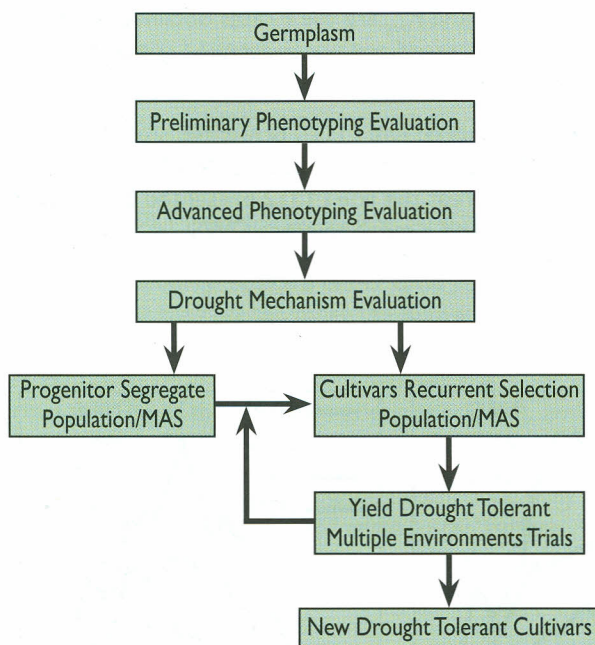 Germplasm
Preliminary Phenotyping Evaluation
Advanced Phenotyping Evaluation
Drought Mechanism Evaluation
Progenitor Segregate
Population/MAS
Cultivars Recurrent Selection
Population/MAS
Yield Drought Tolerant
Multiple Environments Trials
New Drought Tolerant Cultivars